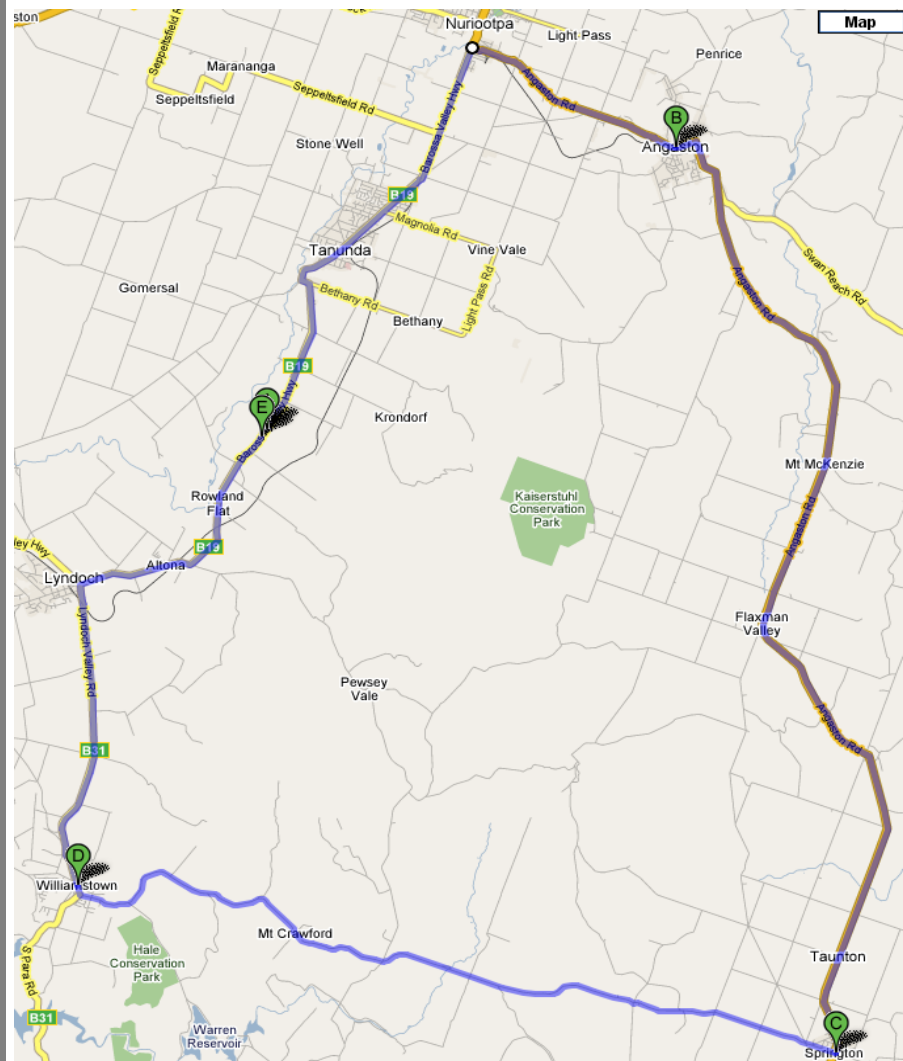 ston
Nuriootpa
Map
Light Pass
Seppeltsfield Rd
Marananga
Penrice
Seppeltsfield
Seppeltsfield Rd
Angaston Rd
Barossa Valley Hwy
B
Stone Well
Angaston
B19
Magnolia Rd
Tanunda
Vine Vale
Swan Reach Rd
Gomersal
Bethany Rd
Light Pass Rd
Angaston Rd
Bethany
B19
E
Krondorf
Mt McKenzie
Rowland
Flat
Kaiserstuhl
Conservation
Park
Angaston Rd
ley Hwy
B19
Altona
Lyndoch
Flaxman
Valley
Lyndoch Valley Rd
Pewsey
Vale
Angaston Rd
B31
D
Williamstown
Mt Crawford
Hale
Conservation
Park
Taunton
S Para Rd
B31
Warren
Reservoir
C
Springton